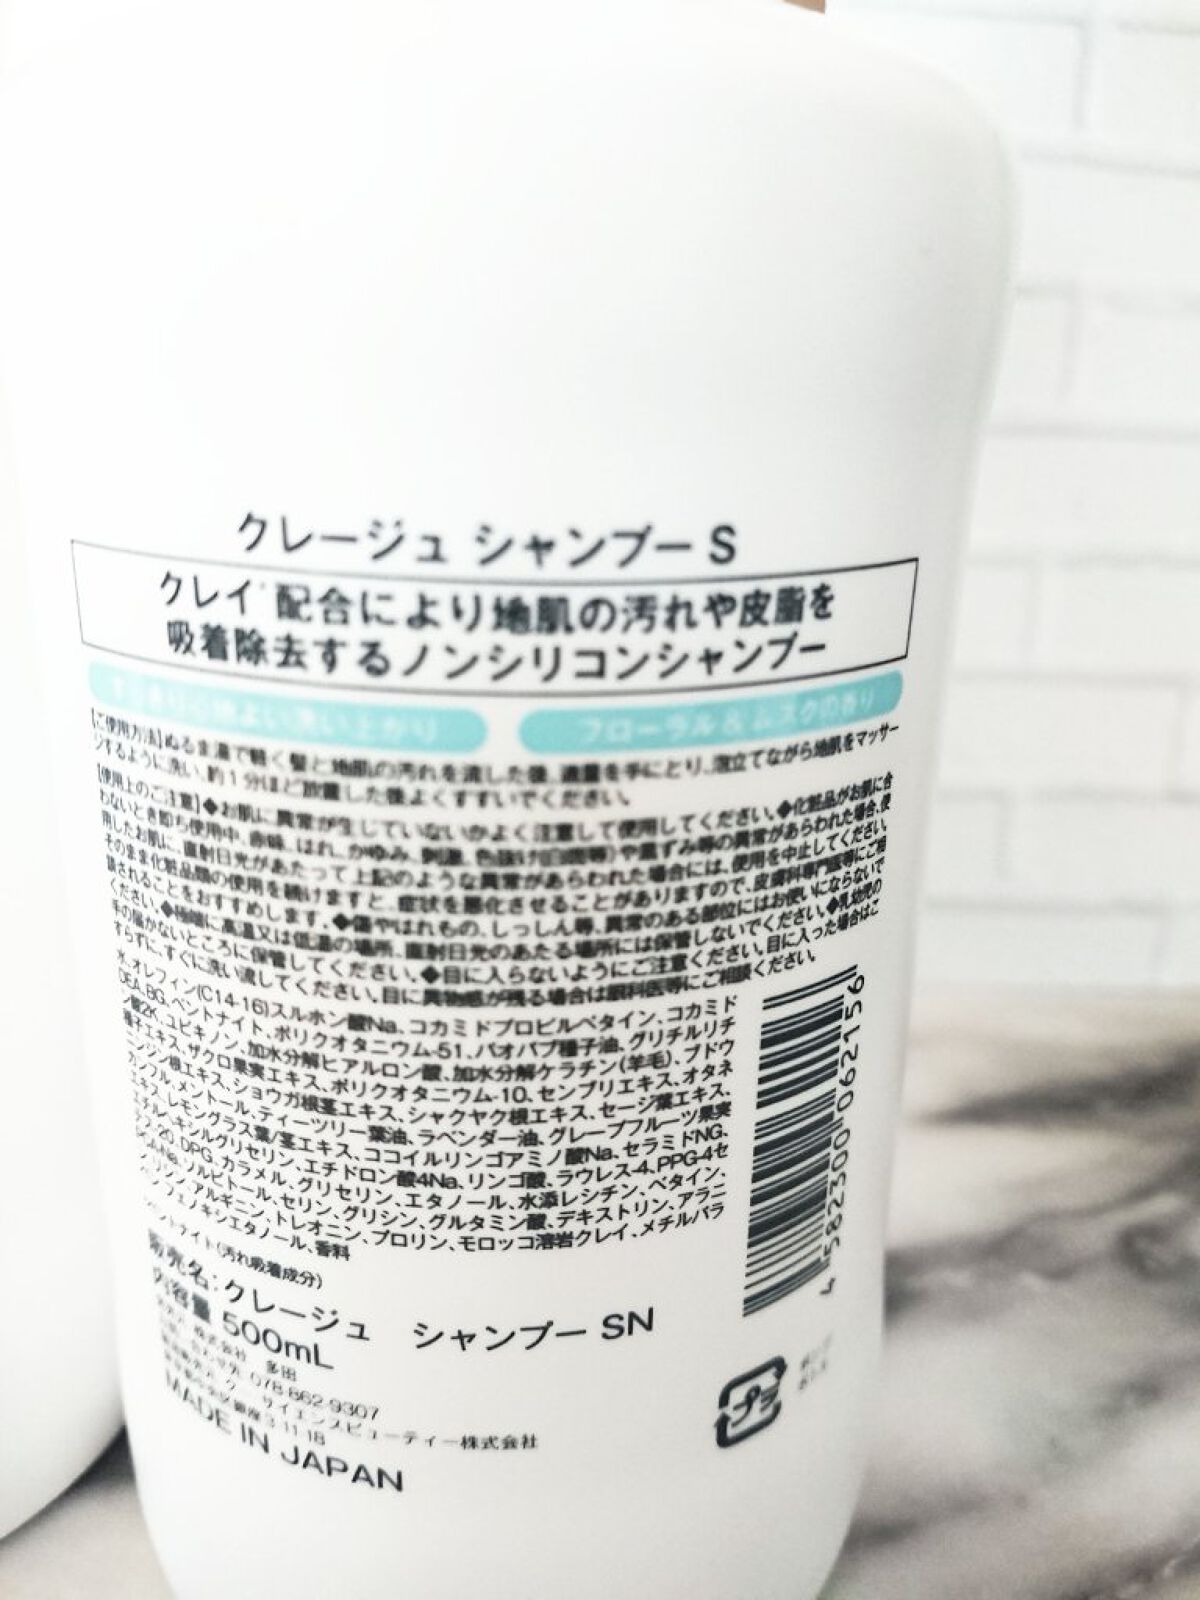 クレージュ シャンプー S
クレイ*配合により地肌の汚れや皮脂を
吸着除去するノンシリコンシャンプー
すっきり心地よい洗い上がり
フローラル&ムスクの香り
【ご使用方法】ぬるま湯で軽く髪と地肌の汚れを流した後、適量を手にとり、泡立てながら地肌をマッサー
ジするように洗い、約1分ほど放置した後よくすすいでください。
【使用上のご注意】◆お肌に異常が生じていないかよく注意して使用してください。◆化粧品がお肌に合
わないとき即ち使用中、赤味、はれ、かゆみ、刺激、色抜け(白斑等)や黒ずみ等の異常があらわれた場合、使
用したお肌に、直射日光があたって上記のような異常があらわれた場合には、使用を中止してください。
そのまま化粧品類の使用を続けますと、症状を悪化させることがありますので、皮膚科専門医等にご相
談されることをおすすめします。◆傷やはれもの、しっしん等、異常のある部位にはお使いにならないで
ください。◆極端に高温又は低温の場所、直射日光のあたる場所には保管しないでください。◆乳幼児の
手の届かないところに保管してください。◆目に入らないようにご注意ください。目に入った場合はこ
すらずに、すぐに洗い流してください。目に異物感が残る場合は眼科医等にご相談ください。
水、オレフィン(C14-16)スルホン酸Na、コカミドプロピルベタイン、コカミド
DEA、BG、ベントナイト、ポリクオタニウム-51、バオバブ種子油、グリチルリチ
ン酸2K、ユビキノン、加水分解ヒアルロン酸、加水分解ケラチン(羊毛)、ブドウ
種子エキス、ザクロ果実エキス、ポリクオタニウム-10、センブリエキス、オタネ
ニンジン根エキス、ショウガ根茎エキス、シャクヤク根エキス、セージ葉エキス、
カンフル、メントール、ティーツリー葉油、ラベンダー油、グレープフルーツ果実
エキス、レモングラス葉/茎エキス、ココイルリンゴアミノ酸Na、セラミドNG、
エチルヘキシルグリセリン、エチドロン酸4Na、リンゴ酸、ラウレス-4、PPG-4セ
テス-20、DPG、カラメル、グリセリン、エタノール、水添レシチン、ベタイン、
PCA-Na、ソルビトール、セリン、グリシン、グルタミン酸、デキストリン、アラニ
ン、リシン、アルギニン、トレオニン、プロリン、モロッコ溶岩クレイ、メチルパラ
ベン、フェノキシエタノール、香料
ベントナイト(汚れ吸着成分)
販売名:クレージュ シャンプー SN
内容量 500mL
株式会社 多田
078-862-9307
サイエンスビューティー株式会社
3-11-18
MADE IN JAPAN
4 582300 062156
プラ